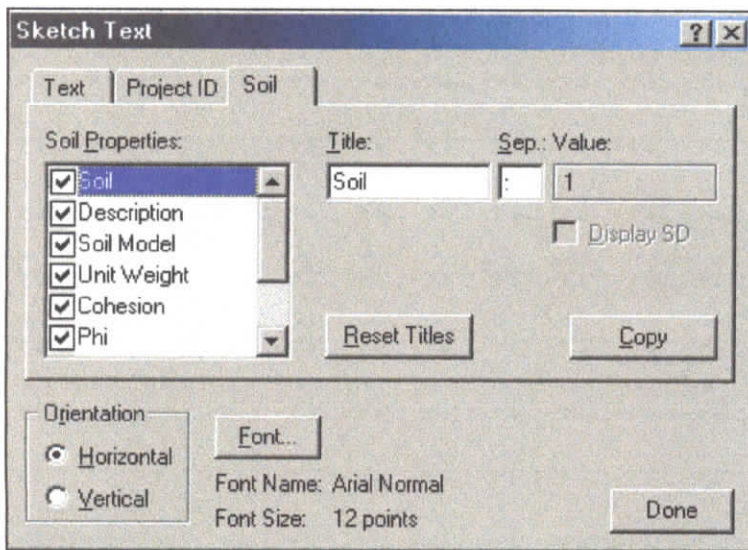 Sketch Text
Text Project ID Soil
Soil Properties: Title: Sep.: Value:
Soil Soil : 1
Description Display SD
Soil Model
Unit Weight
Cohesion
Phi Reset Titles Copy
Orientation
Horizontal Font...
Vertical Font Name: Arial Normal
Font Size: 12 points Done